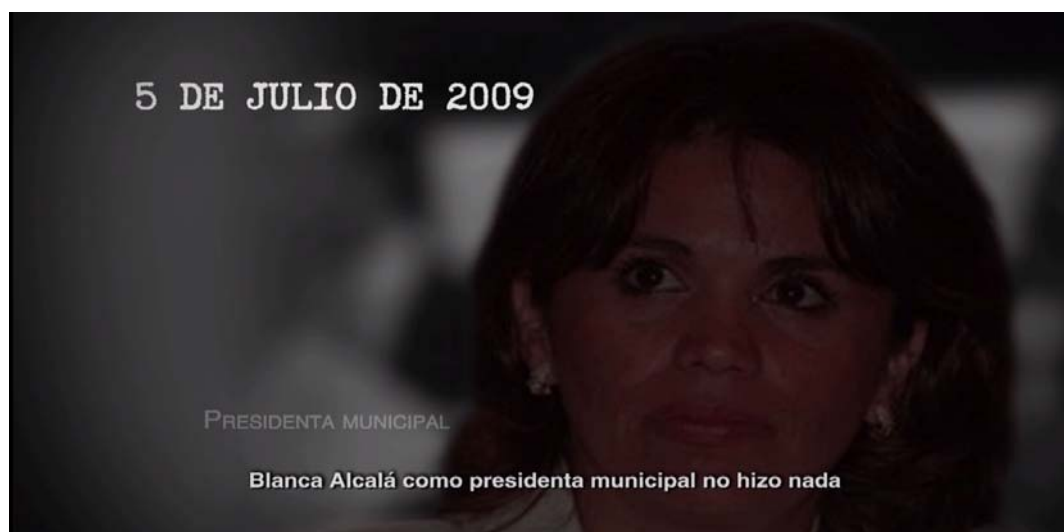 5 DE JULIO DE 2009
PRESIDENTA MUNICIPAL
Blanca Alcalá como presidenta municipal no hizo nada